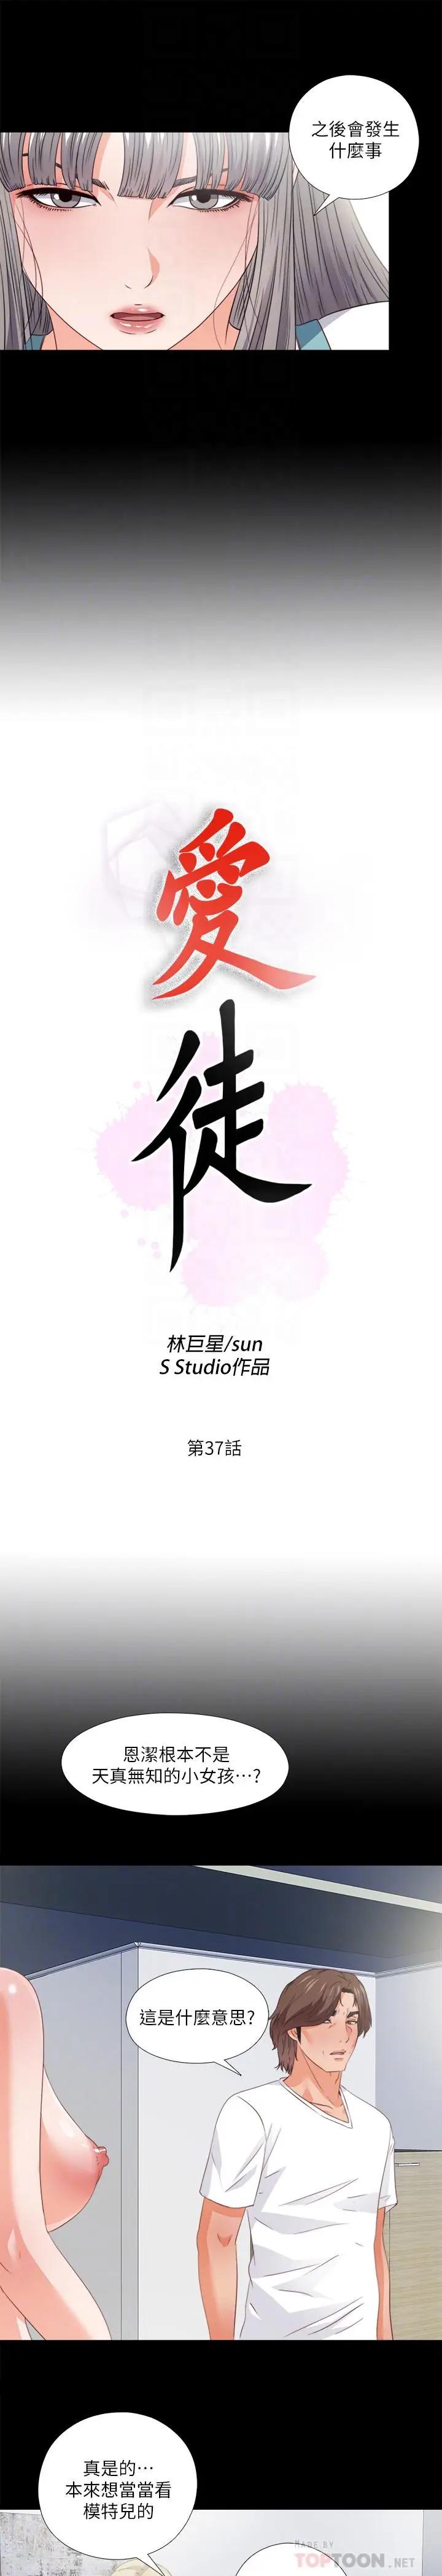 之後會發生
什麼事
愛
徒
林巨星/sun
S Studio作品
第37話
恩潔根本不是
天真無知的小女孩…?
這是什麼意思?
真是的…
本來想當當看
模特兒的
MADE BY
TOPTOON.NET